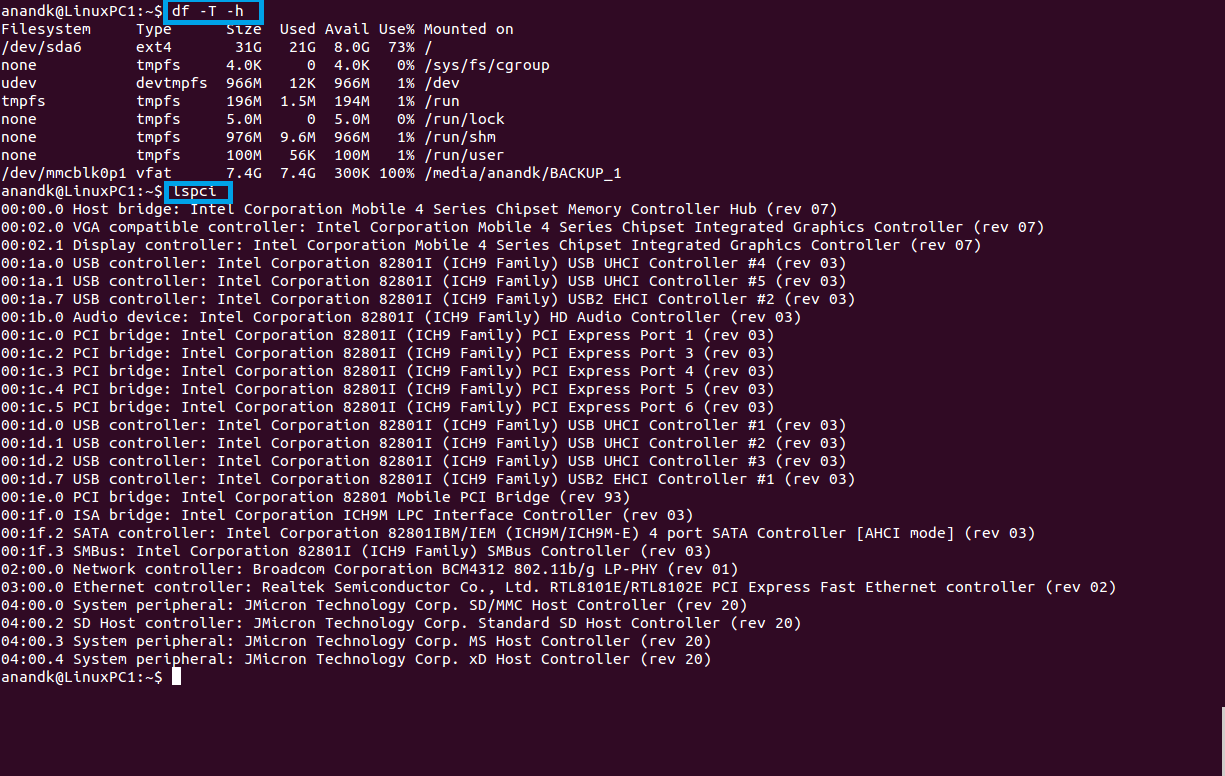 anandk@LinuxPC1:~$ df -T -h
Filesystem     Type      Size  Used Avail Use% Mounted on
/dev/sda6      ext4       31G   21G  8.0G  73% /
none           tmpfs     4.0K     0  4.0K   0% /sys/fs/cgroup
udev           devtmpfs  966M   12K  966M   1% /dev
tmpfs          tmpfs     196M  1.5M  194M   1% /run
none           tmpfs     5.0M     0  5.0M   0% /run/lock
none           tmpfs     976M  9.6M  966M   1% /run/shm
none           tmpfs     100M   56K  100M   1% /run/user
/dev/mmcblk0p1 vfat      7.4G  7.4G  300K 100% /media/anandk/BACKUP_1
anandk@LinuxPC1:~$ lspci
00:00.0 Host bridge: Intel Corporation Mobile 4 Series Chipset Memory Controller Hub (rev 07)
00:02.0 VGA compatible controller: Intel Corporation Mobile 4 Series Chipset Integrated Graphics Controller (rev 07)
00:02.1 Display controller: Intel Corporation Mobile 4 Series Chipset Integrated Graphics Controller (rev 07)
00:1a.0 USB controller: Intel Corporation 82801I (ICH9 Family) USB UHCI Controller #4 (rev 03)
00:1a.1 USB controller: Intel Corporation 82801I (ICH9 Family) USB UHCI Controller #5 (rev 03)
00:1a.7 USB controller: Intel Corporation 82801I (ICH9 Family) USB2 EHCI Controller #2 (rev 03)
00:1b.0 Audio device: Intel Corporation 82801I (ICH9 Family) HD Audio Controller (rev 03)
00:1c.0 PCI bridge: Intel Corporation 82801I (ICH9 Family) PCI Express Port 1 (rev 03)
00:1c.2 PCI bridge: Intel Corporation 82801I (ICH9 Family) PCI Express Port 3 (rev 03)
00:1c.3 PCI bridge: Intel Corporation 82801I (ICH9 Family) PCI Express Port 4 (rev 03)
00:1c.4 PCI bridge: Intel Corporation 82801I (ICH9 Family) PCI Express Port 5 (rev 03)
00:1c.5 PCI bridge: Intel Corporation 82801I (ICH9 Family) PCI Express Port 6 (rev 03)
00:1d.0 USB controller: Intel Corporation 82801I (ICH9 Family) USB UHCI Controller #1 (rev 03)
00:1d.1 USB controller: Intel Corporation 82801I (ICH9 Family) USB UHCI Controller #2 (rev 03)
00:1d.2 USB controller: Intel Corporation 82801I (ICH9 Family) USB UHCI Controller #3 (rev 03)
00:1d.7 USB controller: Intel Corporation 82801I (ICH9 Family) USB2 EHCI Controller #1 (rev 03)
00:1e.0 PCI bridge: Intel Corporation 82801 Mobile PCI Bridge (rev 93)
00:1f.0 ISA bridge: Intel Corporation ICH9M LPC Interface Controller (rev 03)
00:1f.2 SATA controller: Intel Corporation 82801IBM/IEM (ICH9M/ICH9M-E) 4 port SATA Controller [AHCI mode] (rev 03)
00:1f.3 SMBus: Intel Corporation 82801I (ICH9 Family) SMBus Controller (rev 03)
02:00.0 Network controller: Broadcom Corporation BCM4312 802.11b/g LP-PHY (rev 01)
03:00.0 Ethernet controller: Realtek Semiconductor Co., Ltd. RTL8101E/RTL8102E PCI Express Fast Ethernet controller (rev 02)
04:00.0 System peripheral: JMicron Technology Corp. SD/MMC Host Controller (rev 20)
04:00.2 SD Host controller: JMicron Technology Corp. Standard SD Host Controller (rev 20)
04:00.3 System peripheral: JMicron Technology Corp. MS Host Controller (rev 20)
04:00.4 System peripheral: JMicron Technology Corp. xD Host Controller (rev 20)
anandk@LinuxPC1:~$